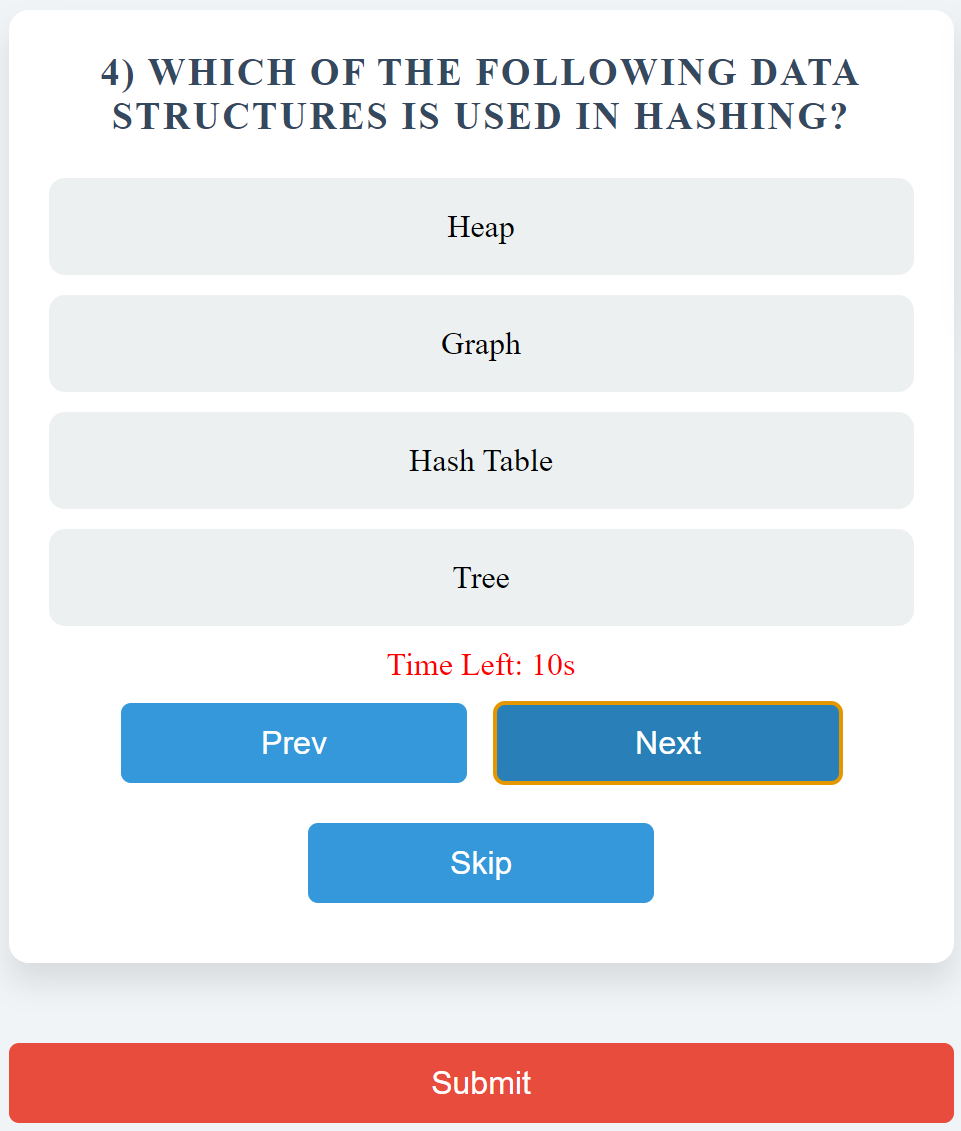 4) WHICH OF THE FOLLOWING DATA
STRUCTURES IS USED IN HASHING?
Heap
Graph
Hash Table
Tree
Time Left: 10s
Prev
Next
Skip
Submit